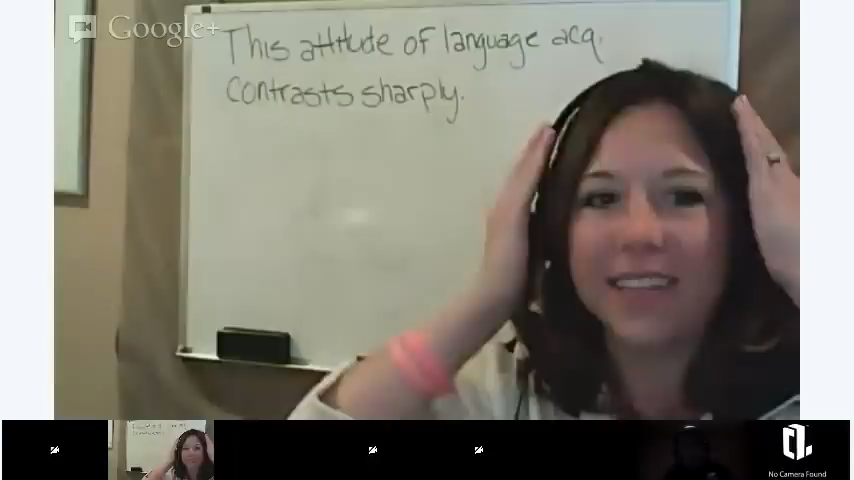 Google+
This attitude of language acq.
Contrasts sharply.
No Camera Found